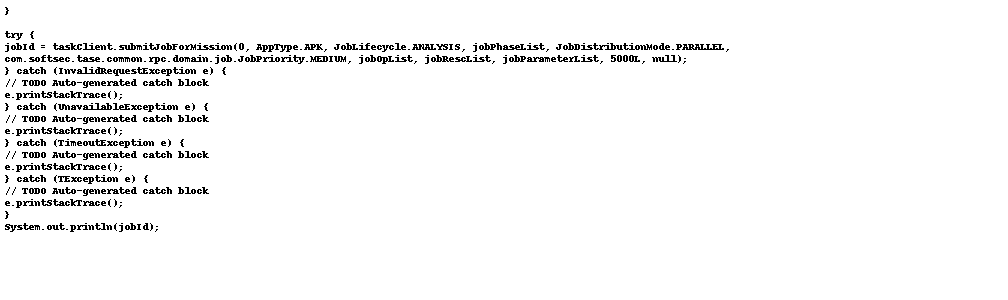 }
try {
jobId = taskClient.submitJobForMission(0, AppType.APK, JobLifecycle.ANALYSIS, jobPhaseList, JobDistributionMode.PARALLEL,
com.softsec.tase.common.rpc.domain.job.JobPriority.MEDIUM, jobOpList, jobRescList, jobParameterList, 5000L, null);
} catch (InvalidRequestException e) {
// TODO Auto-generated catch block
e.printStackTrace();
} catch (UnavailableException e) {
// TODO Auto-generated catch block
e.printStackTrace();
} catch (TimeoutException e) {
// TODO Auto-generated catch block
e.printStackTrace();
} catch (TException e) {
// TODO Auto-generated catch block
e.printStackTrace();
}
System.out.println(jobId);